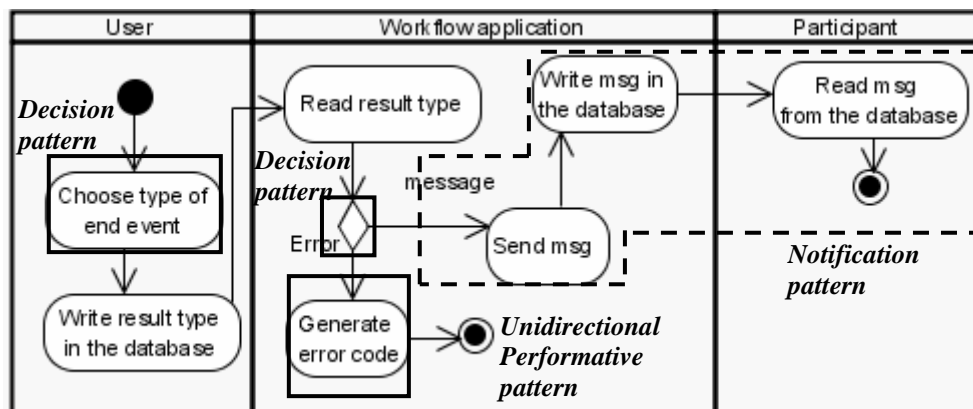 User
Workflow application
Participant
Decision
pattern
Choose type of
end event
Write result type
in the database
Read result type
Decision
pattern
message
Error
Send msg
Write msg in
the database
Generate
error code
Unidirectional
Performative
pattern
Read msg
from the database
Notification
pattern